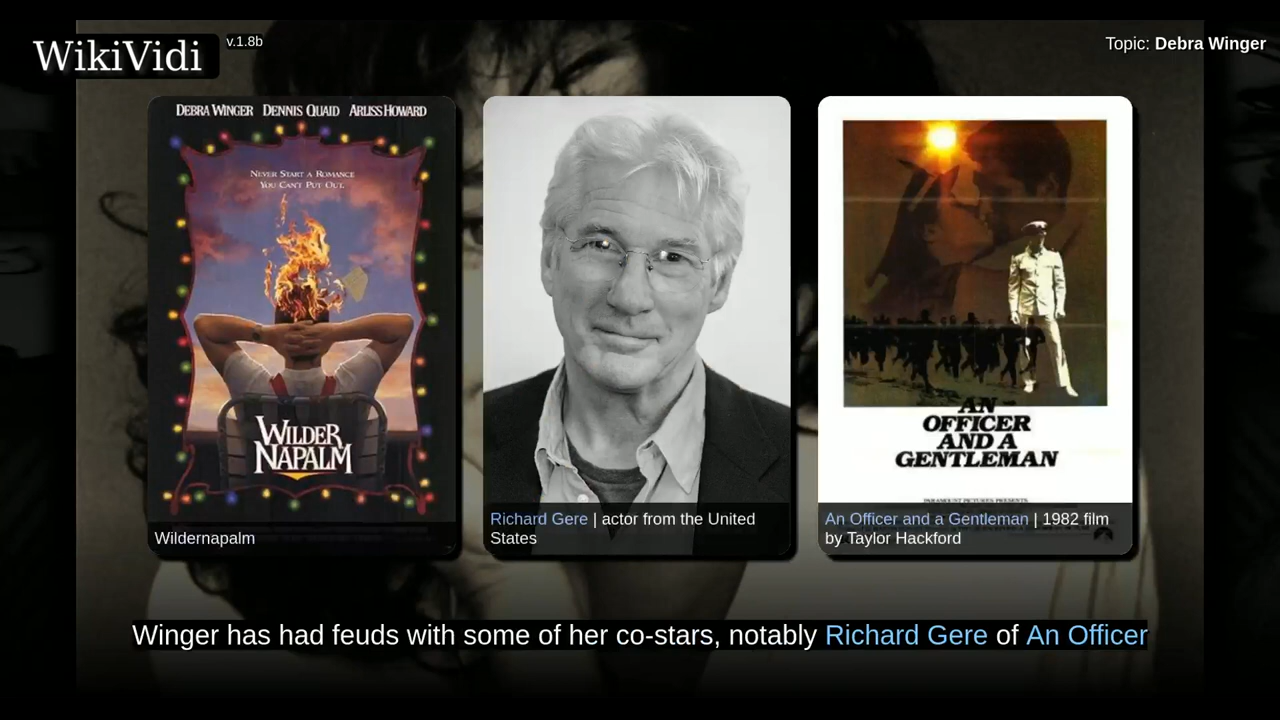 WikiVidi
v.1.8b
Topic: Debra Winger
DEBRA WINGER DENNIS QUAID ARLISS HOWARD
NEVER START A ROMANCE
YOU CAN'T PUT OUT.
WILDER
NAPALM
Wildernapalm
Richard Gere | actor from the United
States
AN
OFFICER
AND A
GENTLEMAN
PARAMOUNT PICTURES PRESENTS
An Officer and a Gentleman | 1982 film
by Taylor Hackford
Winger has had feuds with some of her co-stars, notably Richard Gere of An Officer